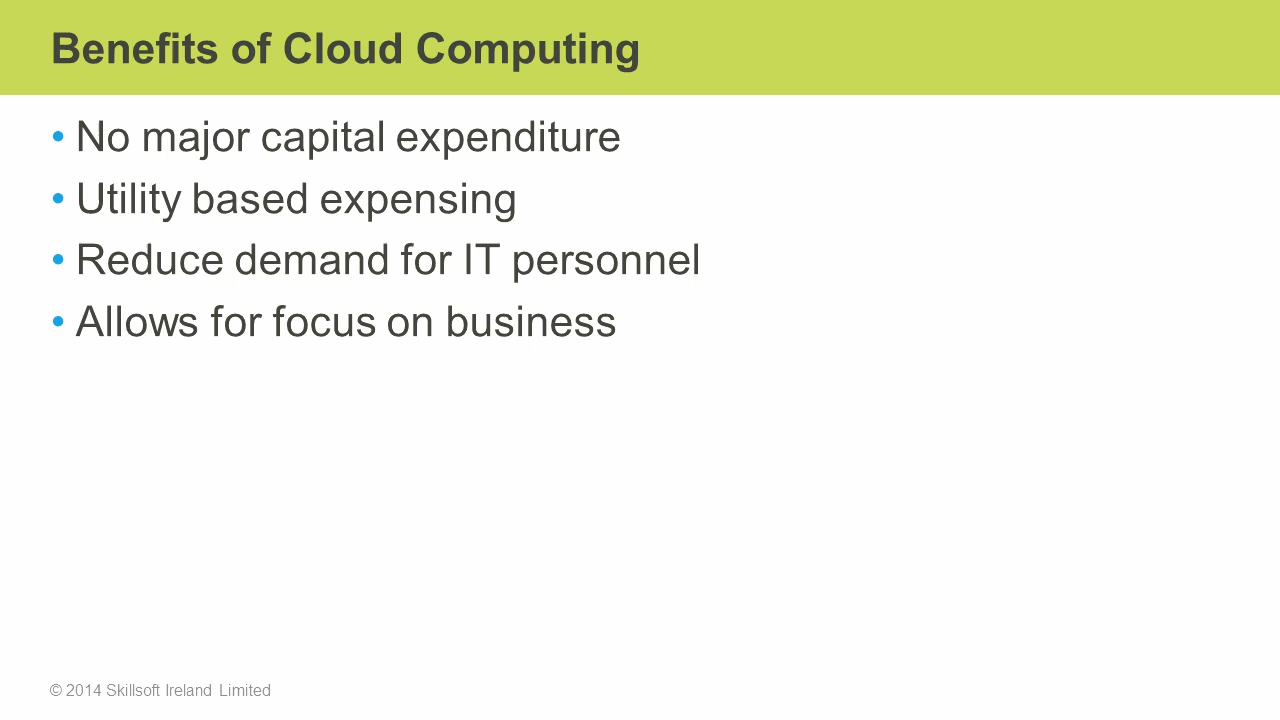 Benefits of Cloud Computing
• No major capital expenditure
• Utility based expensing
• Reduce demand for IT personnel
• Allows for focus on business
© 2014 Skillsoft Ireland Limited